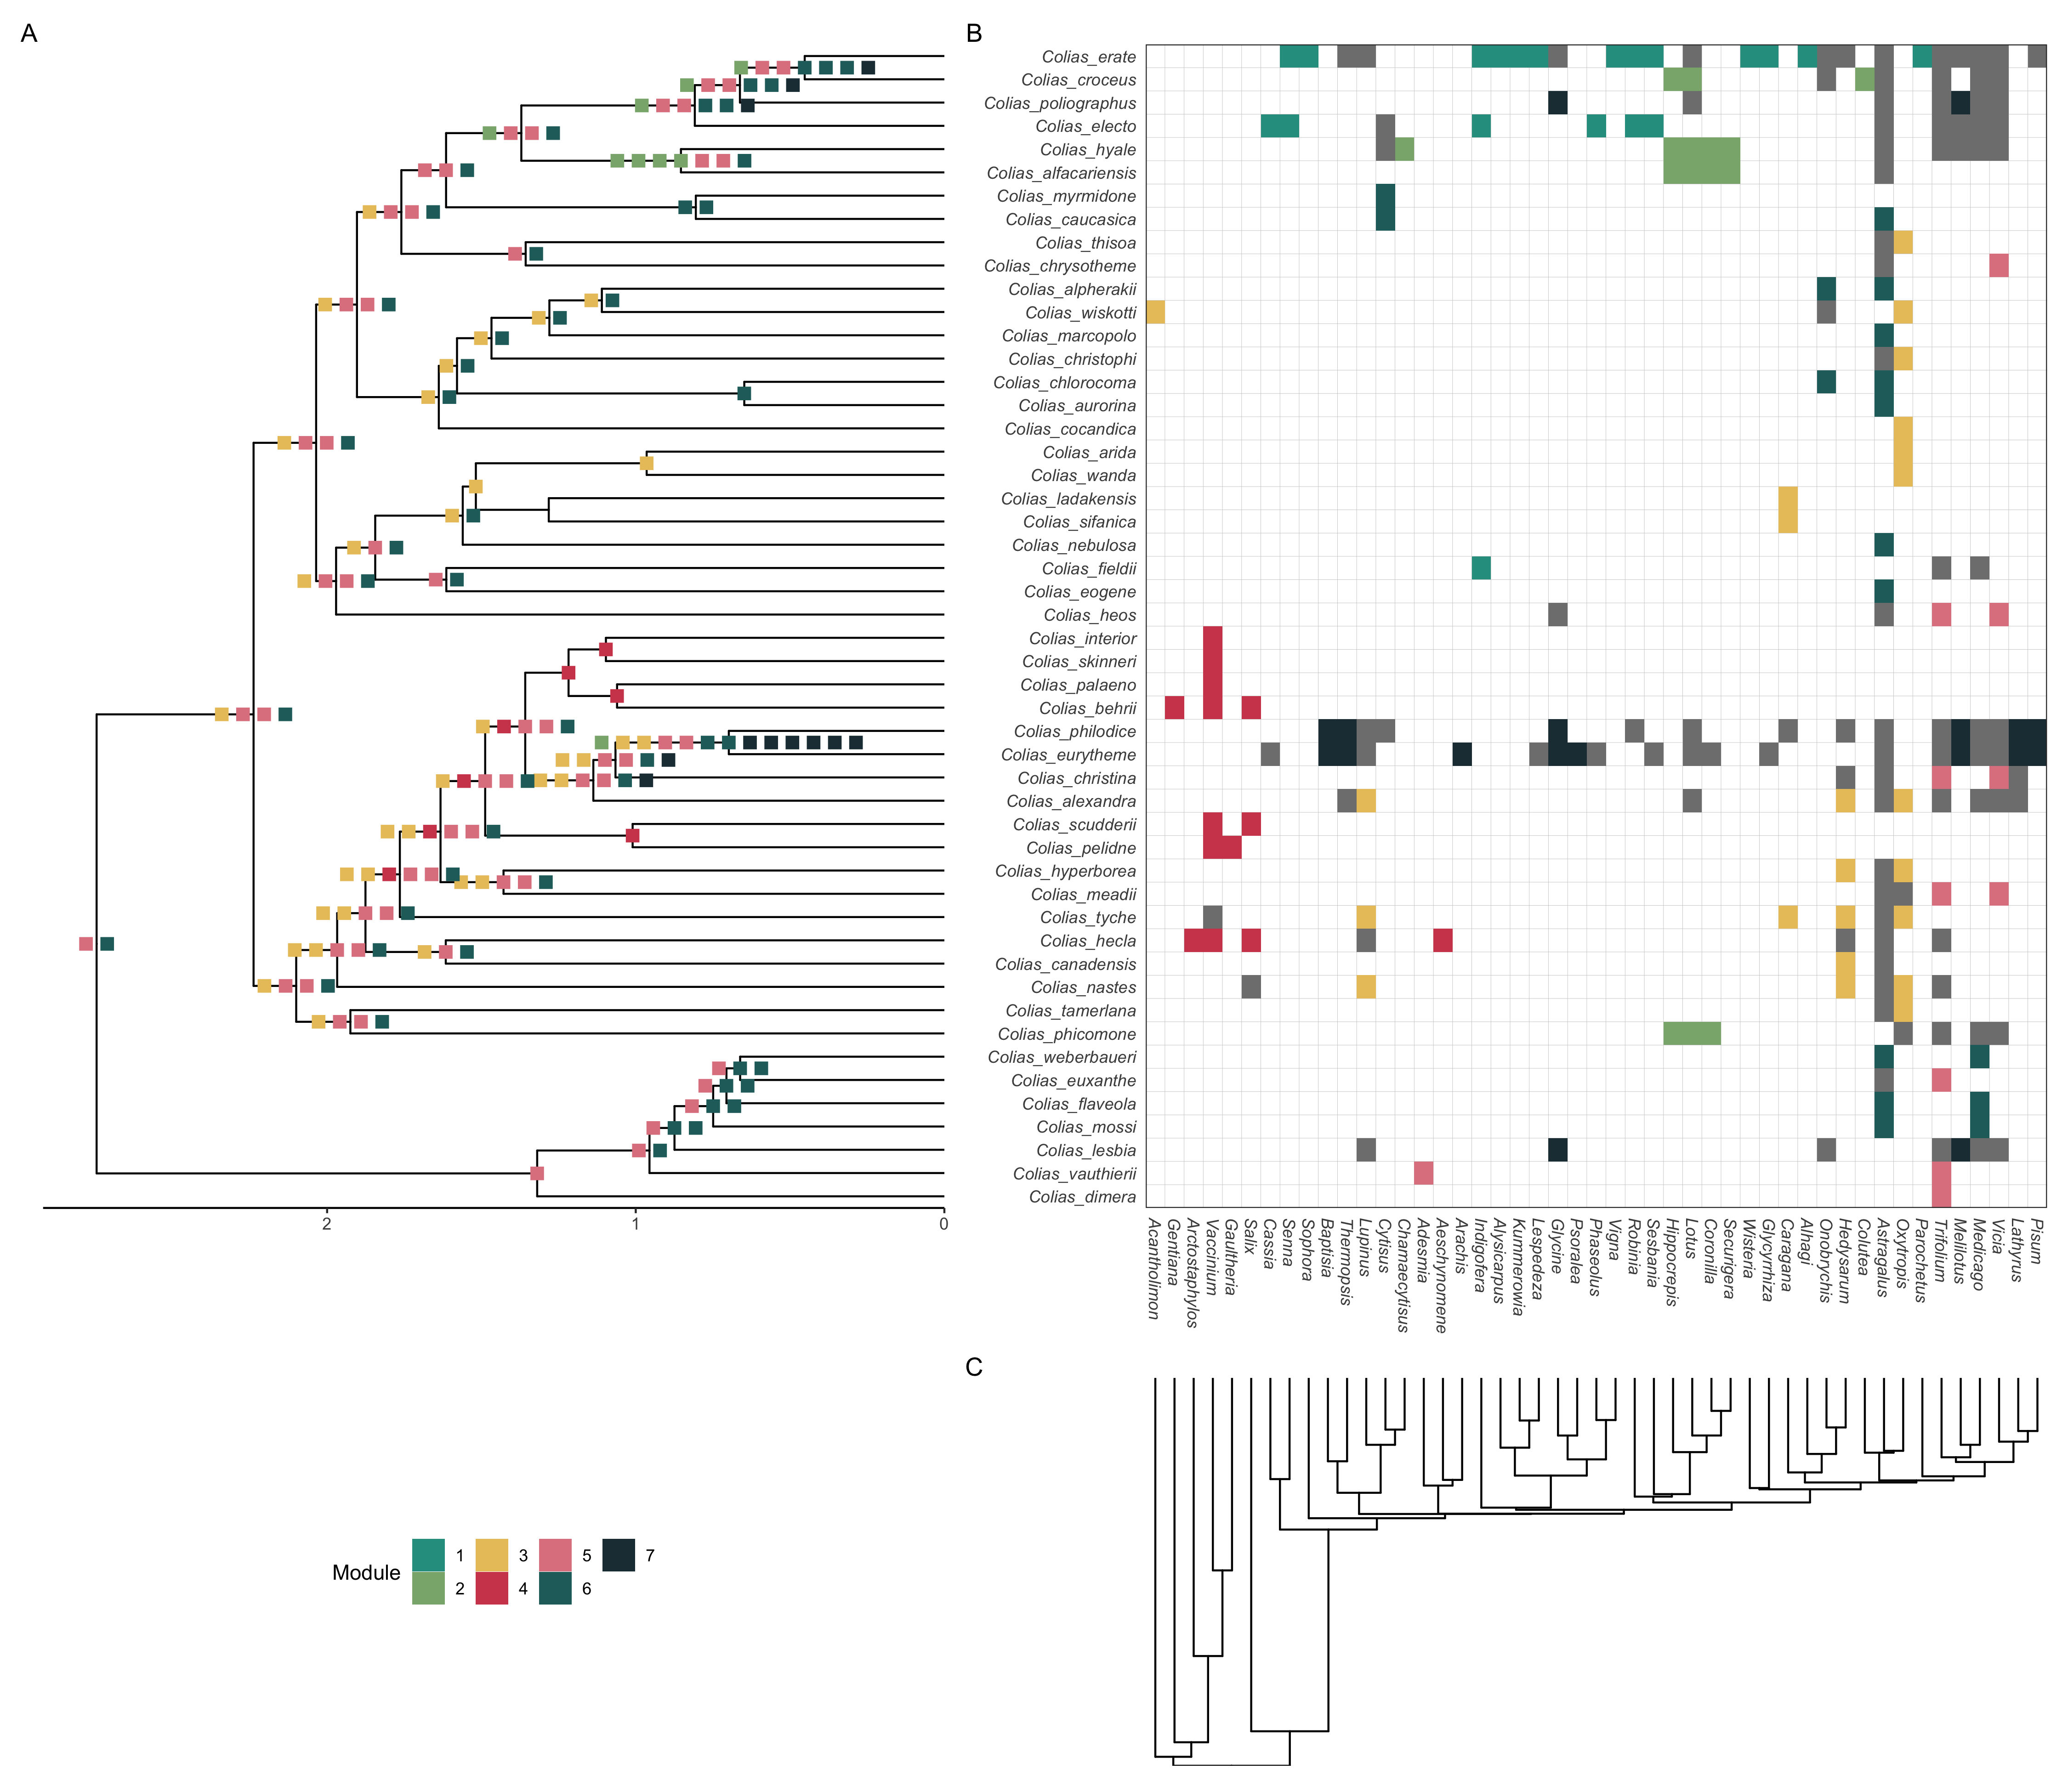 A
B
Colias_erate
Colias_croceus
Colias_poliographus
Colias_electo
Colias_hyale
Colias_alfacariensis
Colias_myrmidone
Colias_caucasica
Colias_thisoa
Colias_chrysotheme
Colias_alpherakii
Colias_wiskotti
Colias_marcopolo
Colias_christophi
Colias_chlorocoma
Colias_aurorina
Colias_cocandica
Colias_arida
Colias_wanda
Colias_ladakensis
Colias_sifanica
Colias_nebulosa
Colias_fieldii
Colias_eogene
Colias_heos
Colias_interior
Colias_skinneri
Colias_palaeno
Colias_behrii
Colias_philodice
Colias_eurytheme
Colias_christina
Colias_alexandra
Colias_scudderii
Colias_pelidne
Colias_hyperborea
Colias_meadii
Colias_tyche
Colias_hecla
Colias_canadensis
Colias_nastes
Colias_tamerlana
Colias_phicomone
Colias_weberbaueri
Colias_euxanthe
Colias_flaveola
Colias_mossi
Colias_lesbia
Colias_vauthierii
Colias_dimera
2
1
0
Acantholimon
Gentiana
Arctostaphylos
Vaccinium
Gaultheria
Salix
Cassia
Senna
Sophora
Baptisia
Thermopsis
Lupinus
Cytisus
Chamaecytisus
Adesmia
Aeschynomene
Arachis
Indigofera
Alysicarpus
Kummerowia
Lespedeza
Glycine
Psoralea
Phaseolus
Vigna
Robinia
Sesbania
Hippocrepis
Lotus
Coronilla
Securigera
Wisteria
Glycyrrhiza
Caragana
Alhagi
Onobrychis
Hedysarum
Colutea
Astragalus
Oxytropis
Parochetus
Trifolium
Melilotus
Medicago
Vicia
Lathyrus
Pisum
C
Module
1
3
5
7
2
4
6